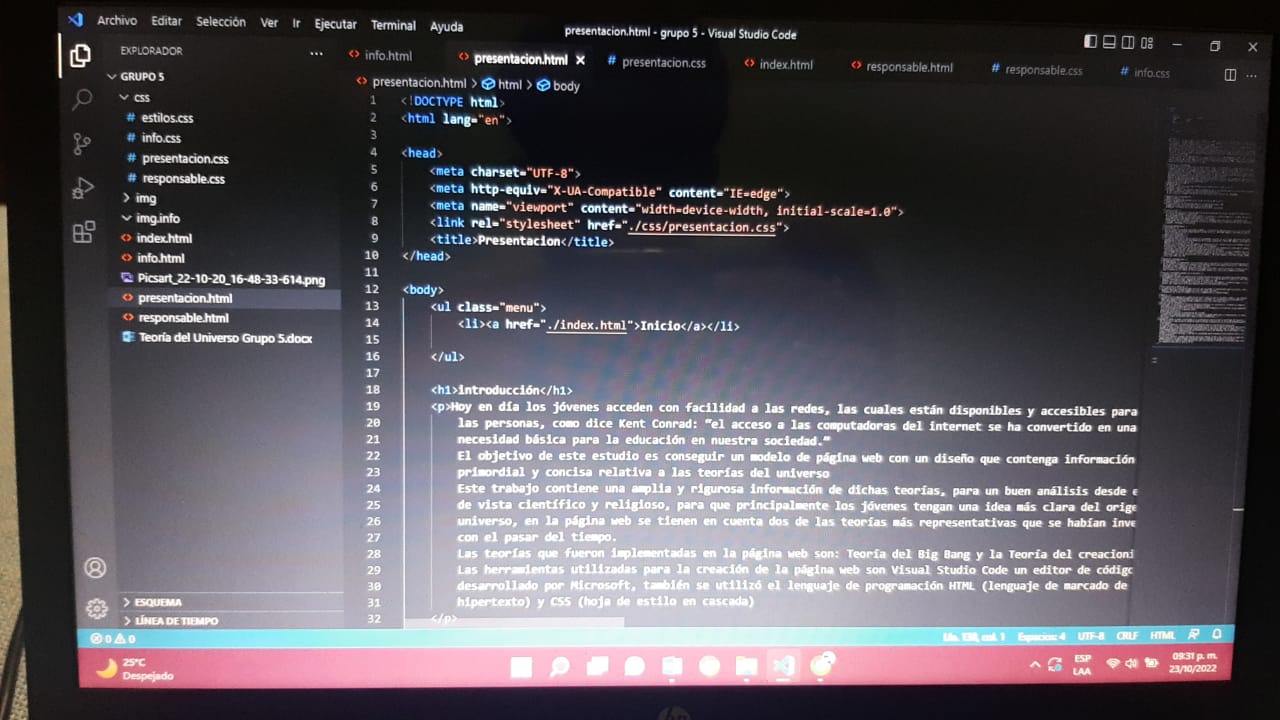 Archivo Editar Selección Ver Ir Ejecutar Terminal Ayuda
presentacion.html - grupo 5 - Visual Studio Code
EXPLORADOR
info.html presentacion.html presentacion.css index.html responsable.html responsable.css info.css
GRUPO 5
css
estilos.css
info.css
presentacion.css
responsable.css
img
img.info
index.html
info.html
Picsart_22-10-20_16-48-33-614.png
presentacion.html
responsable.html
Teoría del Universo Grupo 5.docx
ESQUEMA
LÍNEA DE TIEMPO
presentacion.html > html > body
1 <!DOCTYPE html>
2 <html lang="en">
3
4 <head>
5 <meta charset="UTF-8">
6 <meta http-equiv="X-UA-Compatible" content="IE=edge">
7 <meta name="viewport" content="width=device-width, initial-scale=1.0">
8 <link rel="stylesheet" href="./css/presentacion.css">
9 <title>Presentacion</title>
10 </head>
11
12 <body>
13 <ul class="menu">
14 <li><a href="./index.html">Inicio</a></li>
15
16 </ul>
17
18 <h1>introducción</h1>
19 <p>Hoy en día los jóvenes acceden con facilidad a las redes, las cuales están disponibles y accesibles para
20 las personas, como dice Kent Conrad: "el acceso a las computadoras del internet se ha convertido en una
21 necesidad básica para la educación en nuestra sociedad."
22 El objetivo de este estudio es conseguir un modelo de página web con un diseño que contenga información
23 primordial y concisa relativa a las teorías del universo
24 Este trabajo contiene una amplia y rigurosa información de dichas teorías, para un buen análisis desde e
25 de vista científico y religioso, para que principalmente los jóvenes tengan una idea más clara del orige
26 universo, en la página web se tienen en cuenta dos de las teorías más representativas que se habían inve
27 con el pasar del tiempo.
28 Las teorías que fueron implementadas en la página web son: Teoría del Big Bang y la Teoría del creacioni
29 Las herramientas utilizadas para la creación de la página web son Visual Studio Code un editor de código
30 desarrollado por Microsoft, también se utilizó el lenguaje de programación HTML (lenguaje de marcado de
31 hipertexto) y CSS (hoja de estilo en cascada)
32 </p>
0 0 Lín. 138, col. 1 Espacios: 4 UTF-8 CRLF HTML
25°C
Despejado
ESP
LAA
09:31 p. m.
23/10/2022
hp